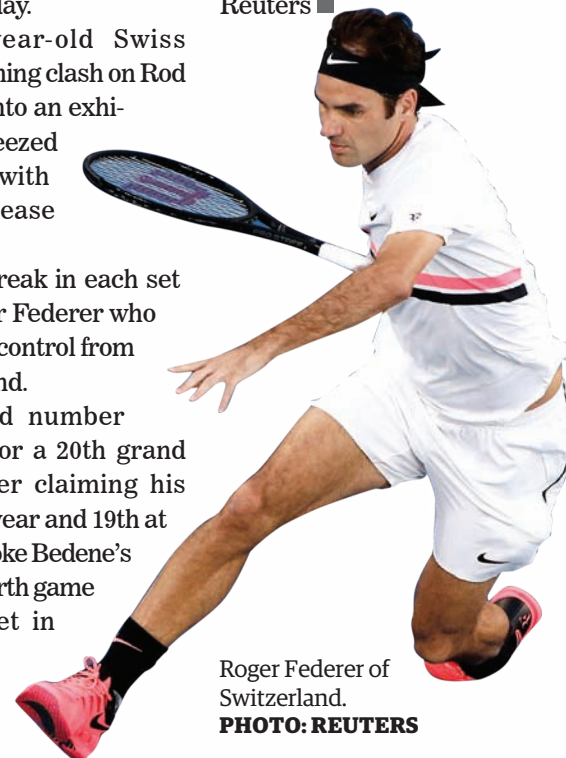 year-old Swiss
ning clash on Rod
nto an exhi-
eezed
with
ease
reak in each set
r Federer who
control from
nd.
d number
or a 20th grand
er claiming his
year and 19th at
oke Bedene's
rth game
et in
Reuters ■
Roger Federer of
Switzerland.
PHOTO: REUTERS